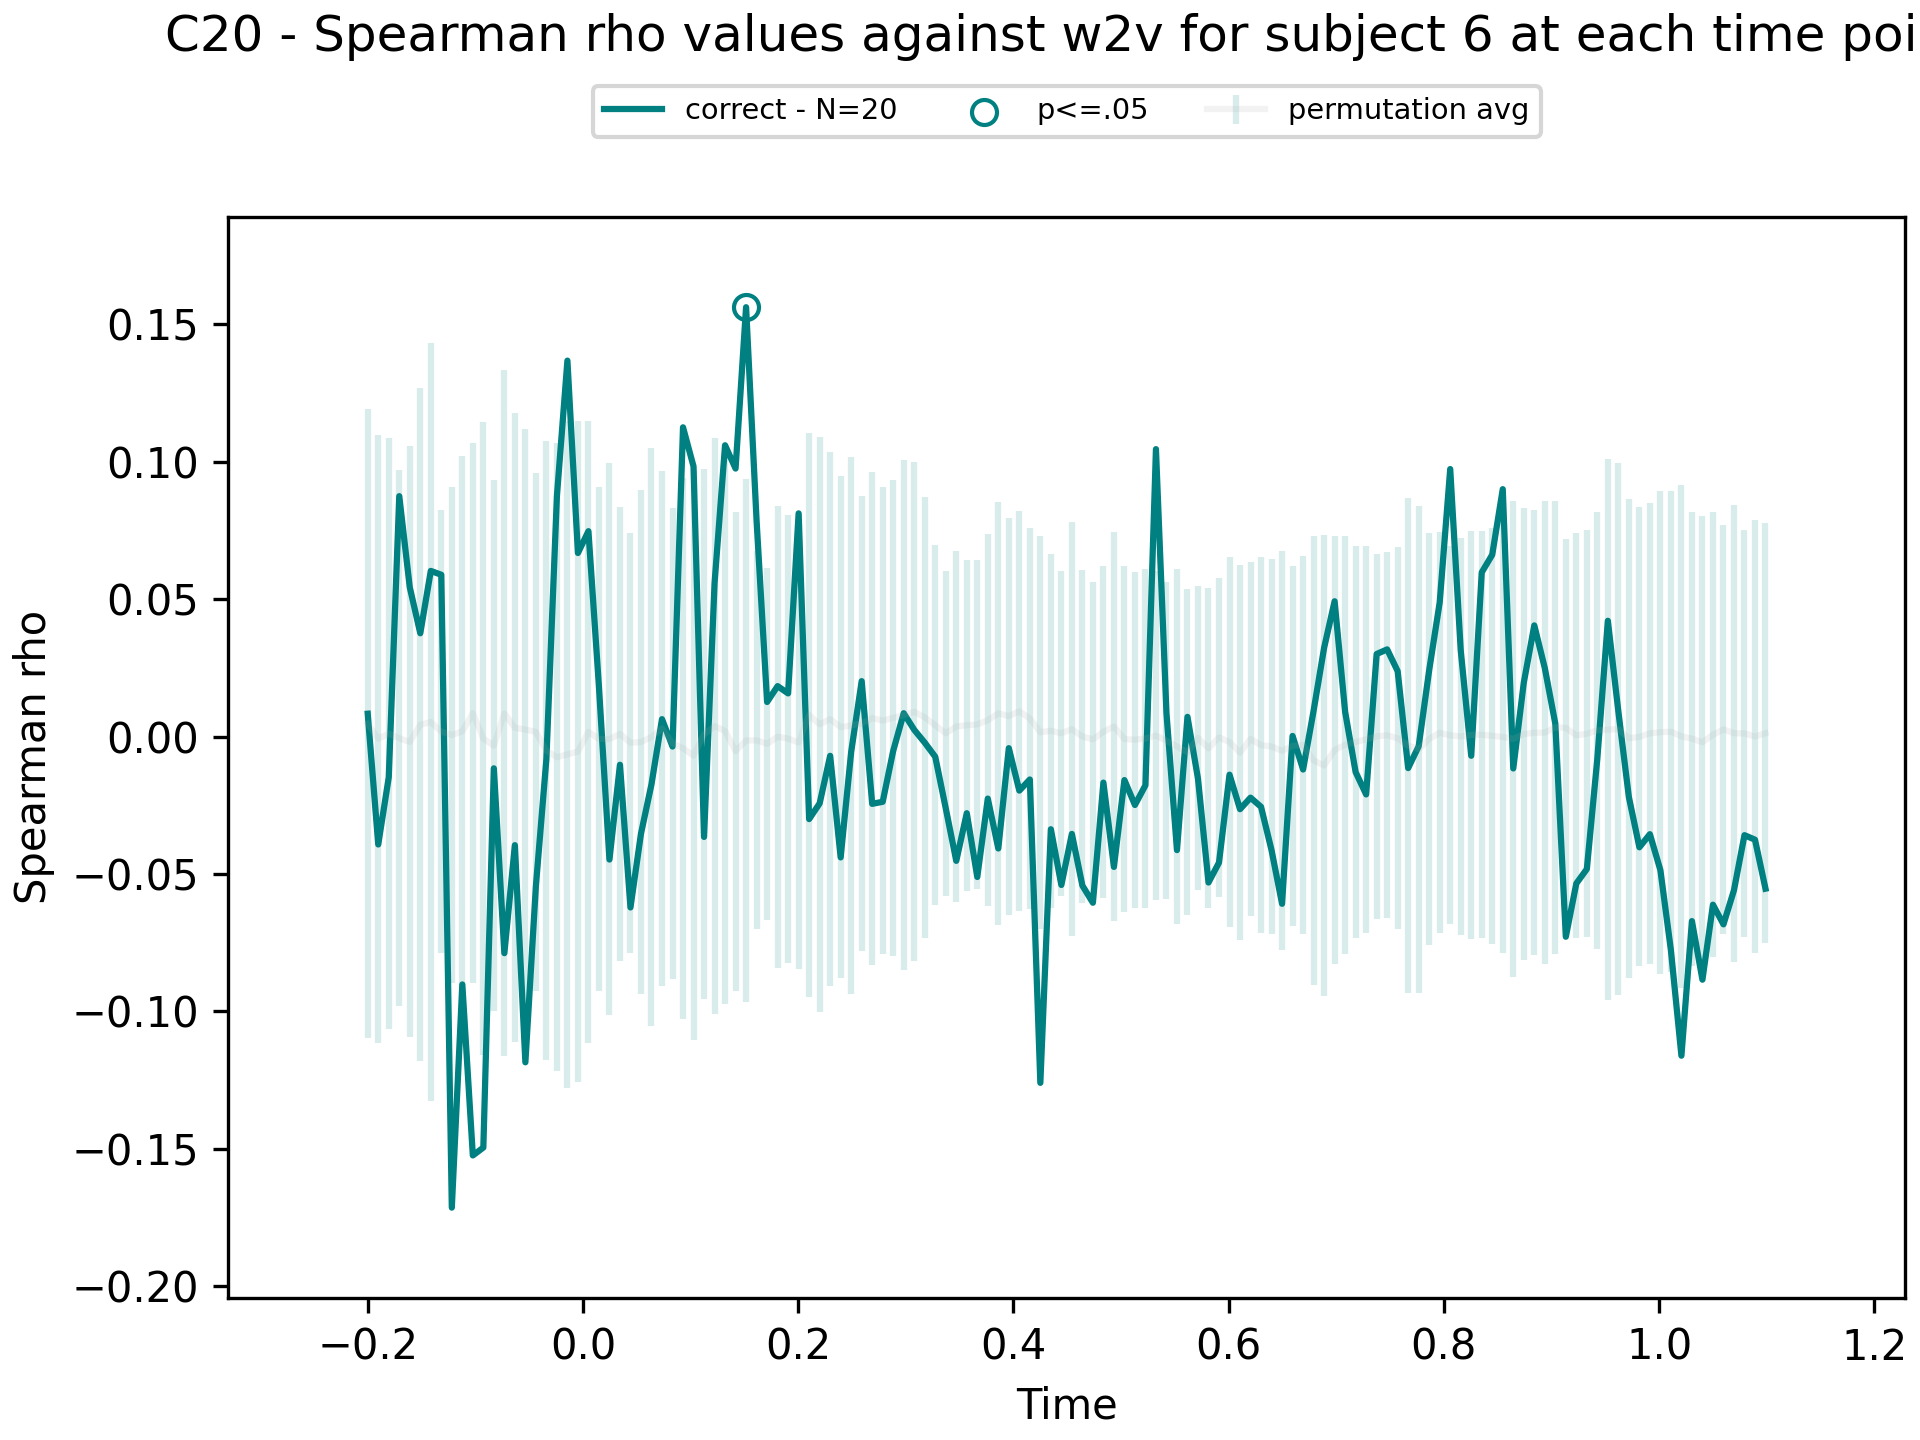 C20 - Spearman rho values against w2v for subject 6 at each time poi
correct - N=20 p<=.05 permutation avg
Spearman rho
0.15
0.10
0.05
0.00
−0.05
−0.10
−0.15
−0.20
−0.2 0.0 0.2 0.4 0.6 0.8 1.0 1.2
Time